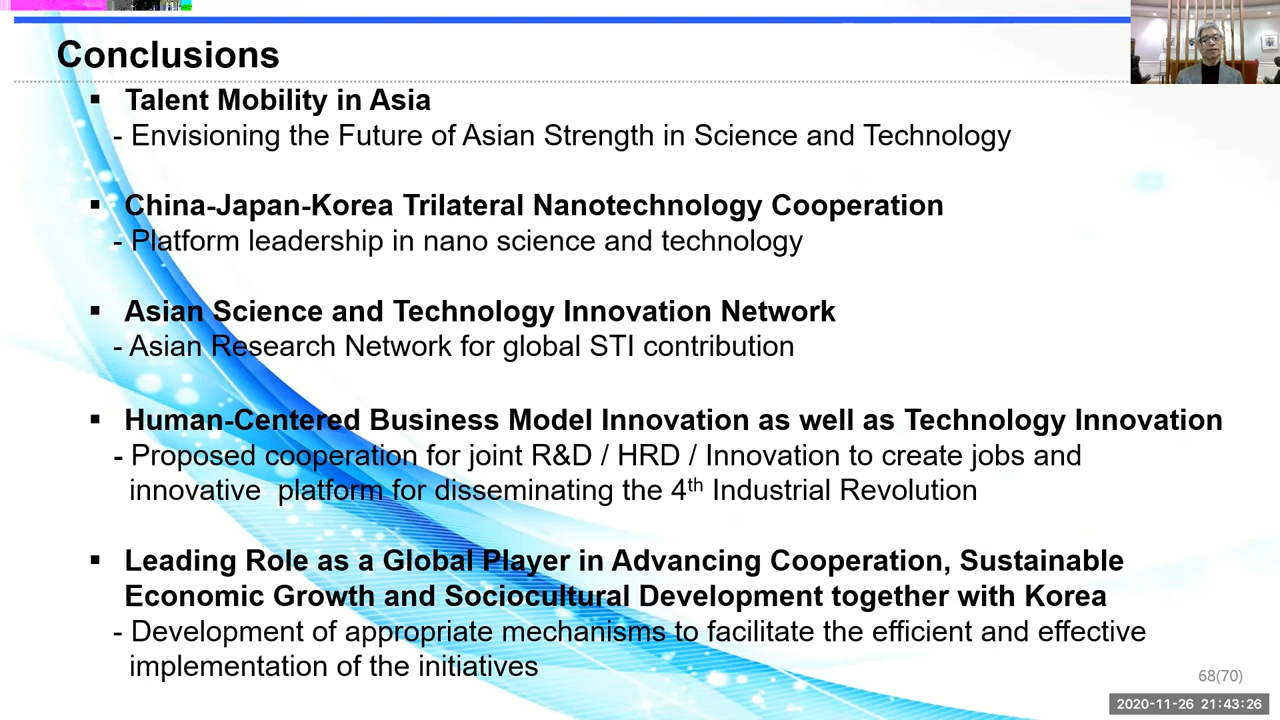 Conclusions
▪ Talent Mobility in Asia
- Envisioning the Future of Asian Strength in Science and Technology
▪ China-Japan-Korea Trilateral Nanotechnology Cooperation
- Platform leadership in nano science and technology
▪ Asian Science and Technology Innovation Network
- Asian Research Network for global STI contribution
▪ Human-Centered Business Model Innovation as well as Technology Innovation
- Proposed cooperation for joint R&D / HRD / Innovation to create jobs and
innovative platform for disseminating the 4th Industrial Revolution
▪ Leading Role as a Global Player in Advancing Cooperation, Sustainable
Economic Growth and Sociocultural Development together with Korea
- Development of appropriate mechanisms to facilitate the efficient and effective
implementation of the initiatives
68(70)
2020-11-26 21:43:26